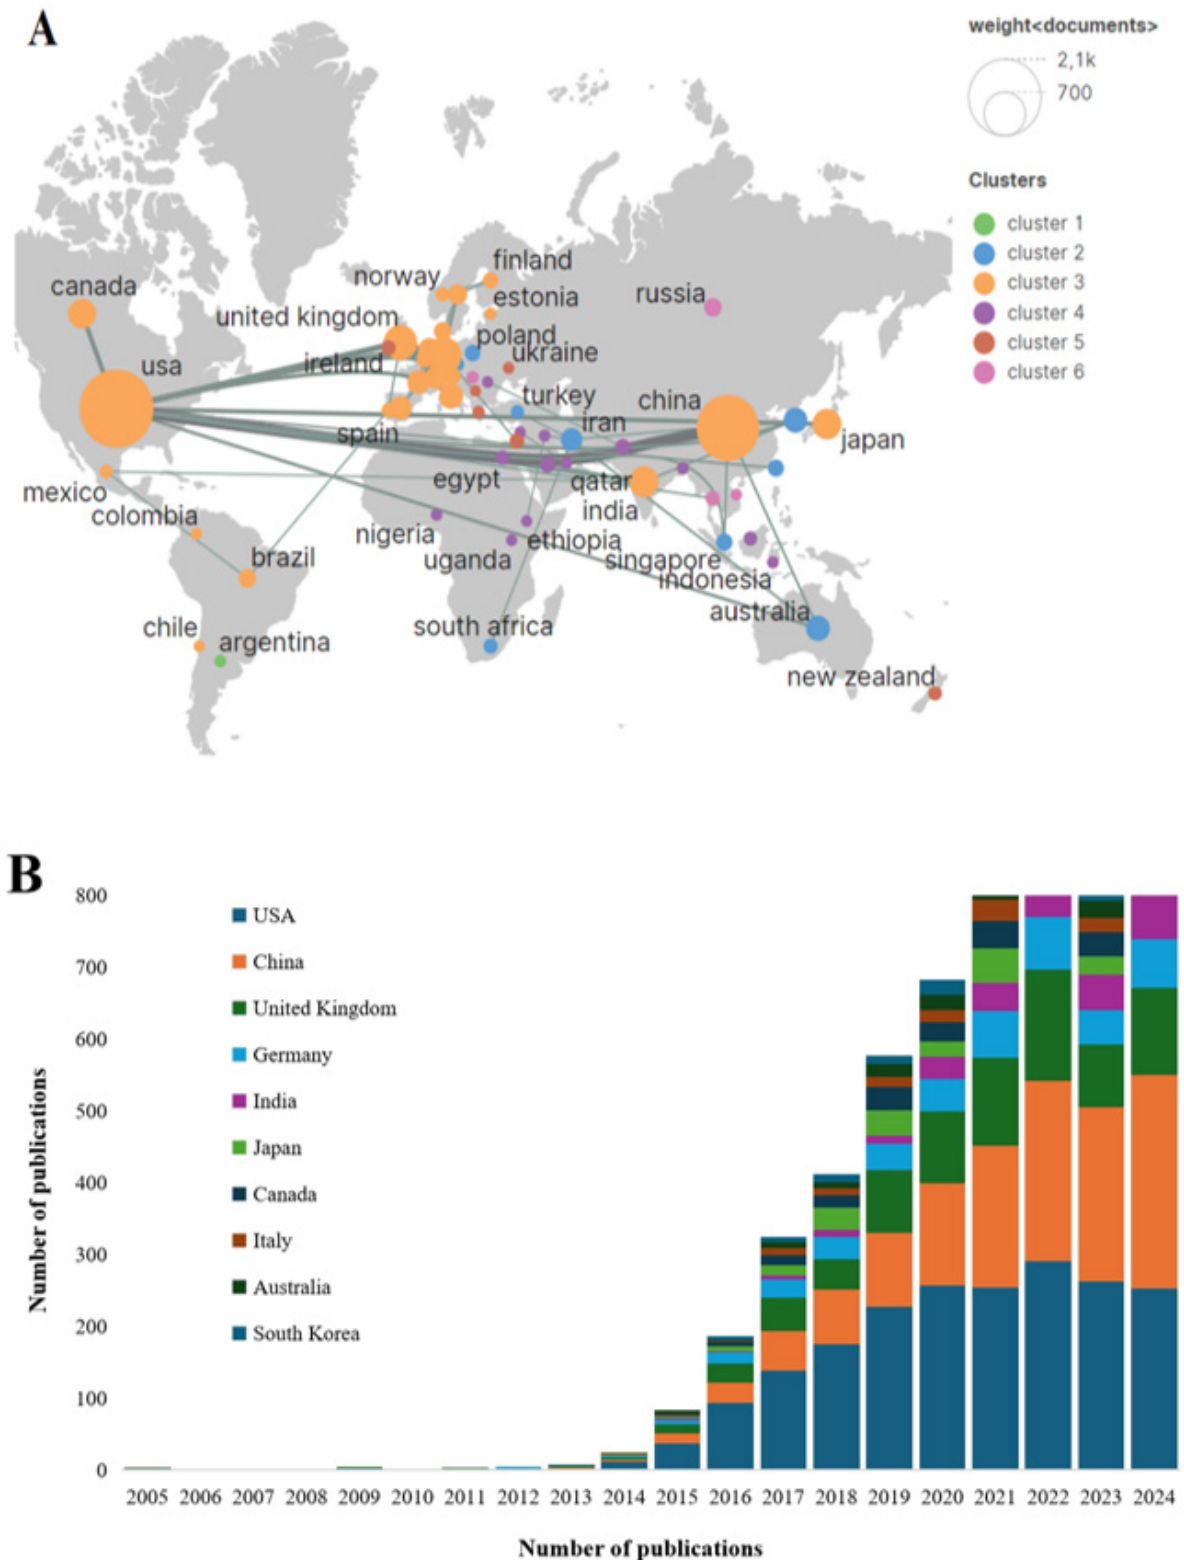 A
weight<documents>
2,1k
700
Clusters
cluster 1
cluster 2
cluster 3
cluster 4
cluster 5
cluster 6
finland
norway
estonia
canada
russia
united kingdom
poland
ukraine
ireland
usa
turkey
china
iran
spain
japan
egypt
qatar
mexico
india
colombia
nigeria
ethiopia
uganda
singapore
brazil
indonesia
australia
chile
south africa
argentina
new zealand
B
800
700
600
500
400
300
200
100
0
Number of publications
USA
China
United Kingdom
Germany
India
Japan
Canada
Italy
Australia
South Korea
2005 2006 2007 2008 2009 2010 2011 2012 2013 2014 2015 2016 2017 2018 2019 2020 2021 2022 2023 2024
Number of publications